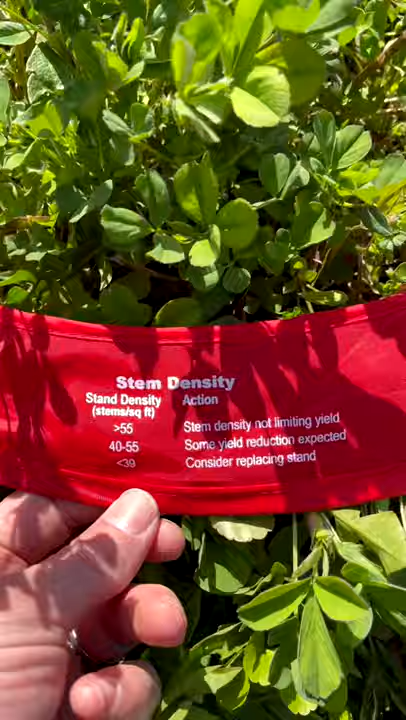 Stem Density
Stand Density Action
(stems/sq ft)
>55 Stem density not limiting yield
40-55 Some yield reduction expected
<39 Consider replacing stand